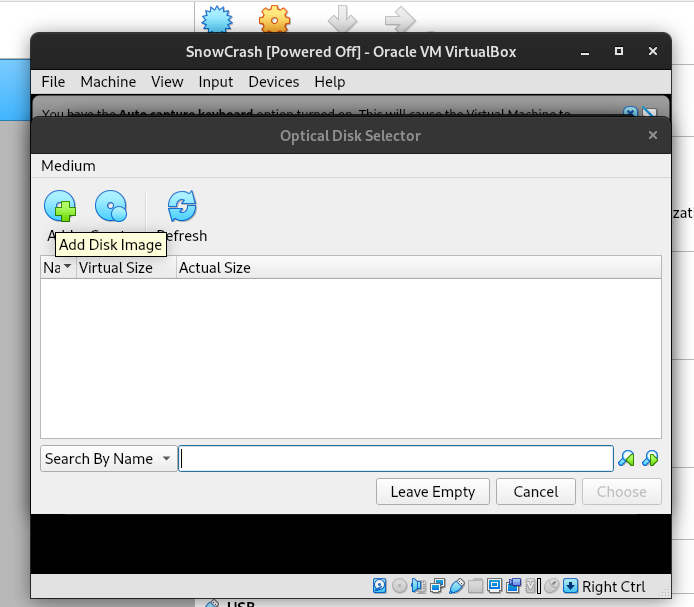 SnowCrash [Powered Off] - Oracle VM VirtualBox
File Machine View Input Devices Help
You have the Auto capture keyboard option turned on. This will cause the Virtual Machine to
Optical Disk Selector
Medium
Refresh
Add Disk Image
Na Virtual Size Actual Size
Search By Name
Leave Empty Cancel Choose
Right Ctrl
USB
zat